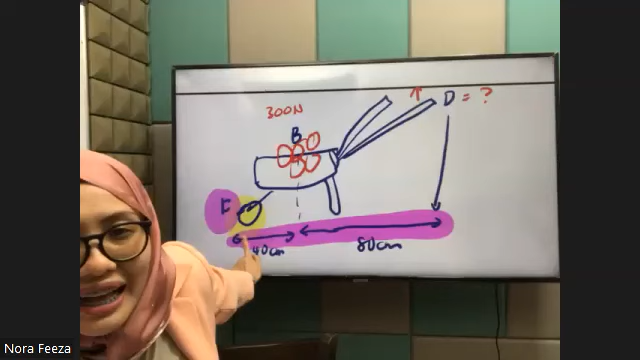 300N
B
D = ?
F
40cm
80cm
Nora Feeza